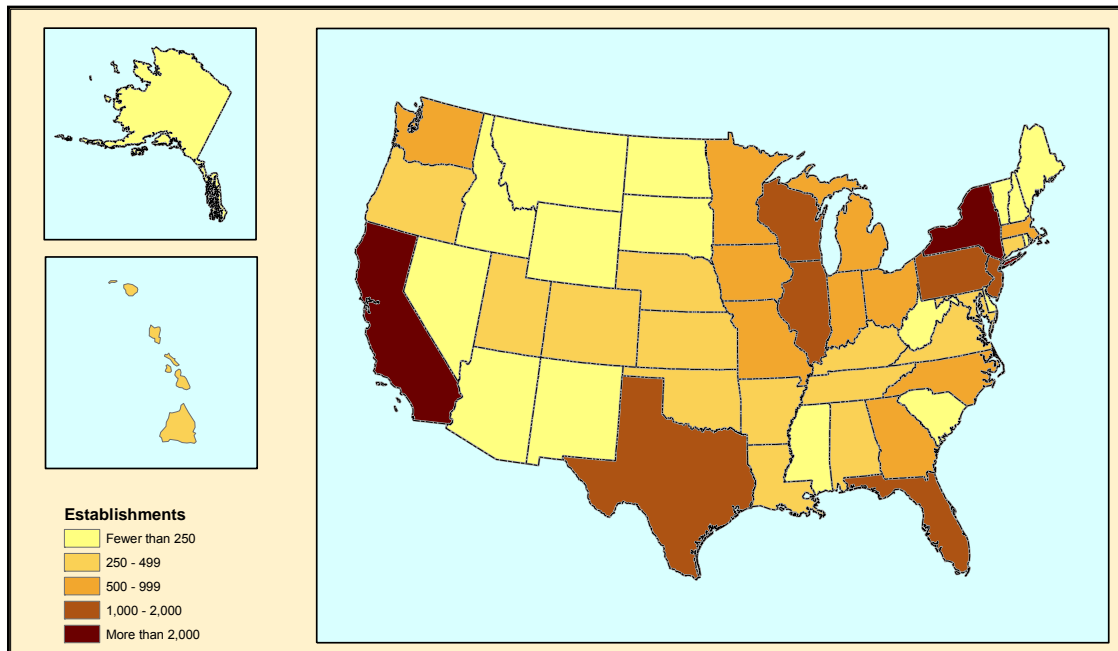 Establishments
Fewer than 250
250 - 499
500 - 999
1,000 - 2,000
More than 2,000